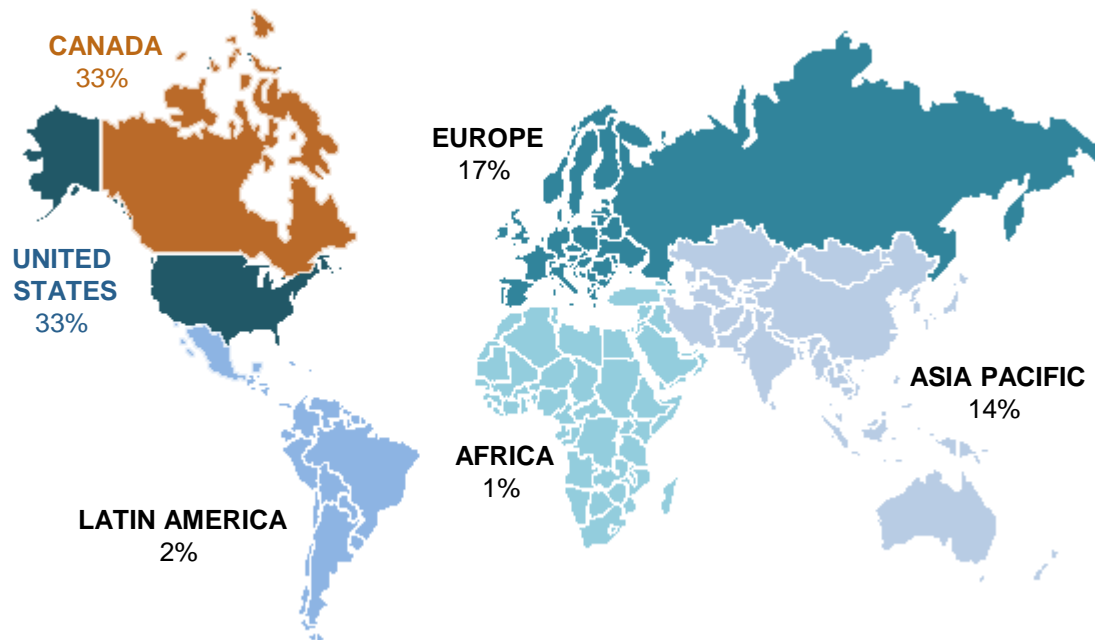 CANADA
33%
EUROPE
17%
UNITED
STATES
33%
ASIA PACIFIC
14%
AFRICA
1%
LATIN AMERICA
2%